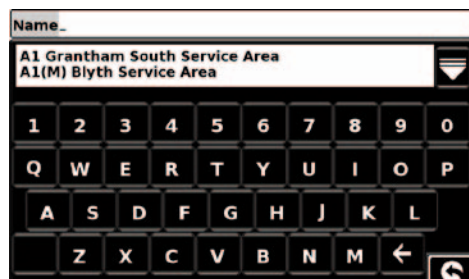 Name_
A1 Grantham South Service Area
A1(M) Blyth Service Area
1 2 3 4 5 6 7 8 9 0
Q W E R T Y U I O P
A S D F G H J K L
Z X C V B N M ←